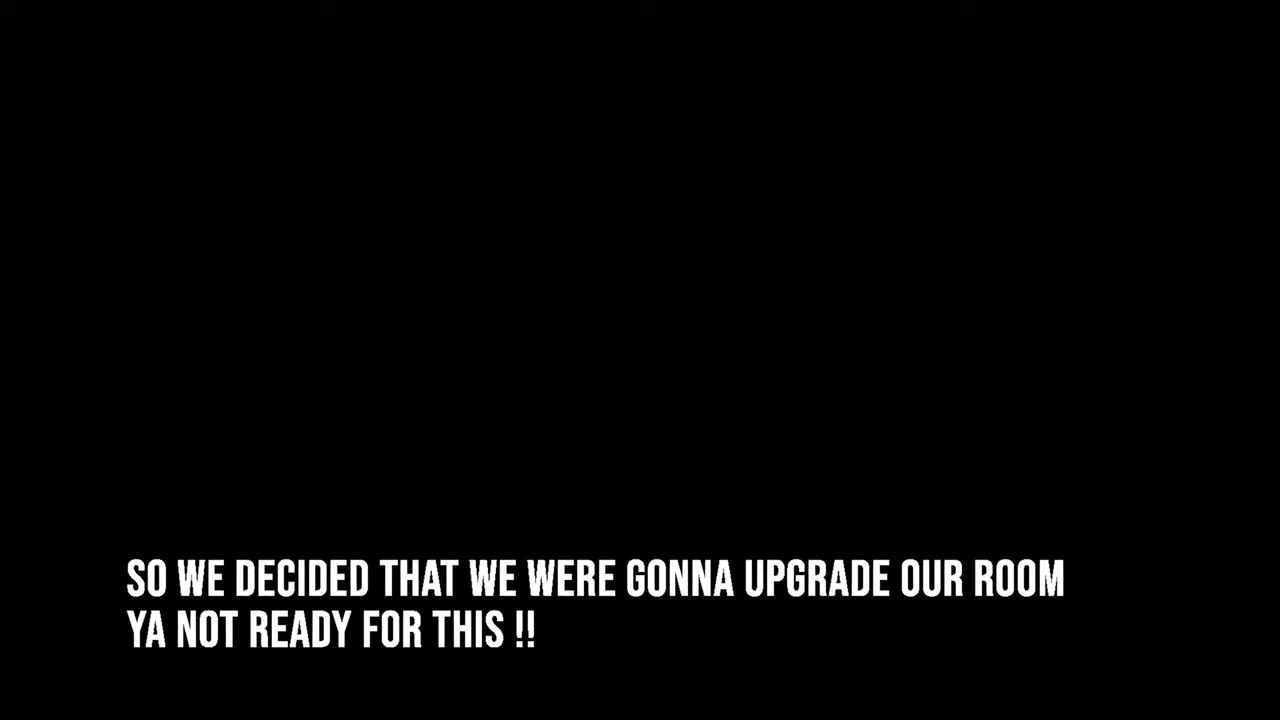 SO WE DECIDED THAT WE WERE GONNA UPGRADE OUR ROOM
YA NOT READY FOR THIS !!